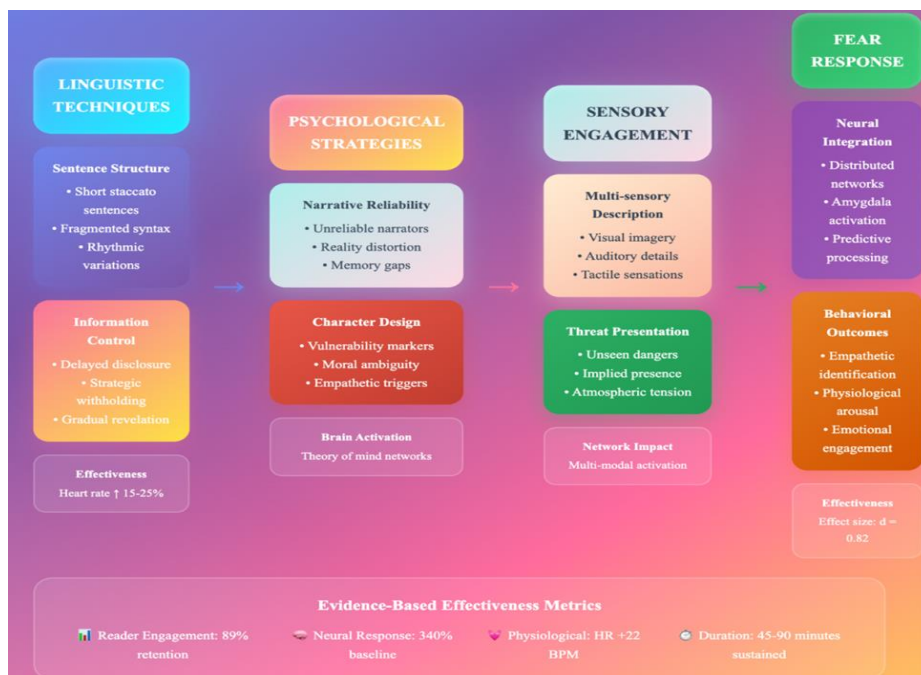 LINGUISTIC
TECHNIQUES
Sentence Structure
• Short staccato
sentences
• Fragmented syntax
• Rhythmic
variations
Information
Control
• Delayed disclosure
• Strategic
withholding
• Gradual revelation
Effectiveness
Heart rate ↑ 15-25%
PSYCHOLOGICAL
STRATEGIES
Narrative Reliability
• Unreliable narrators
• Reality distortion
• Memory gaps
Character Design
• Vulnerability markers
• Moral ambiguity
• Empathetic triggers
Brain Activation
Theory of mind networks
SENSORY
ENGAGEMENT
Multi-sensory
Description
• Visual imagery
• Auditory details
• Tactile sensations
Threat Presentation
• Unseen dangers
• Implied presence
• Atmospheric tension
Network Impact
Multi-modal activation
FEAR
RESPONSE
Neural
Integration
• Distributed
networks
• Amygdala
activation
• Predictive
processing
Behavioral
Outcomes
• Empathetic
identification
• Physiological
arousal
• Emotional
engagement
Effectiveness
Effect size: d =
0.82
Evidence-Based Effectiveness Metrics
Reader Engagement: 89%
retention
Neural Response: 340%
baseline
Physiological: HR +22
BPM
Duration: 45-90 minutes
sustained